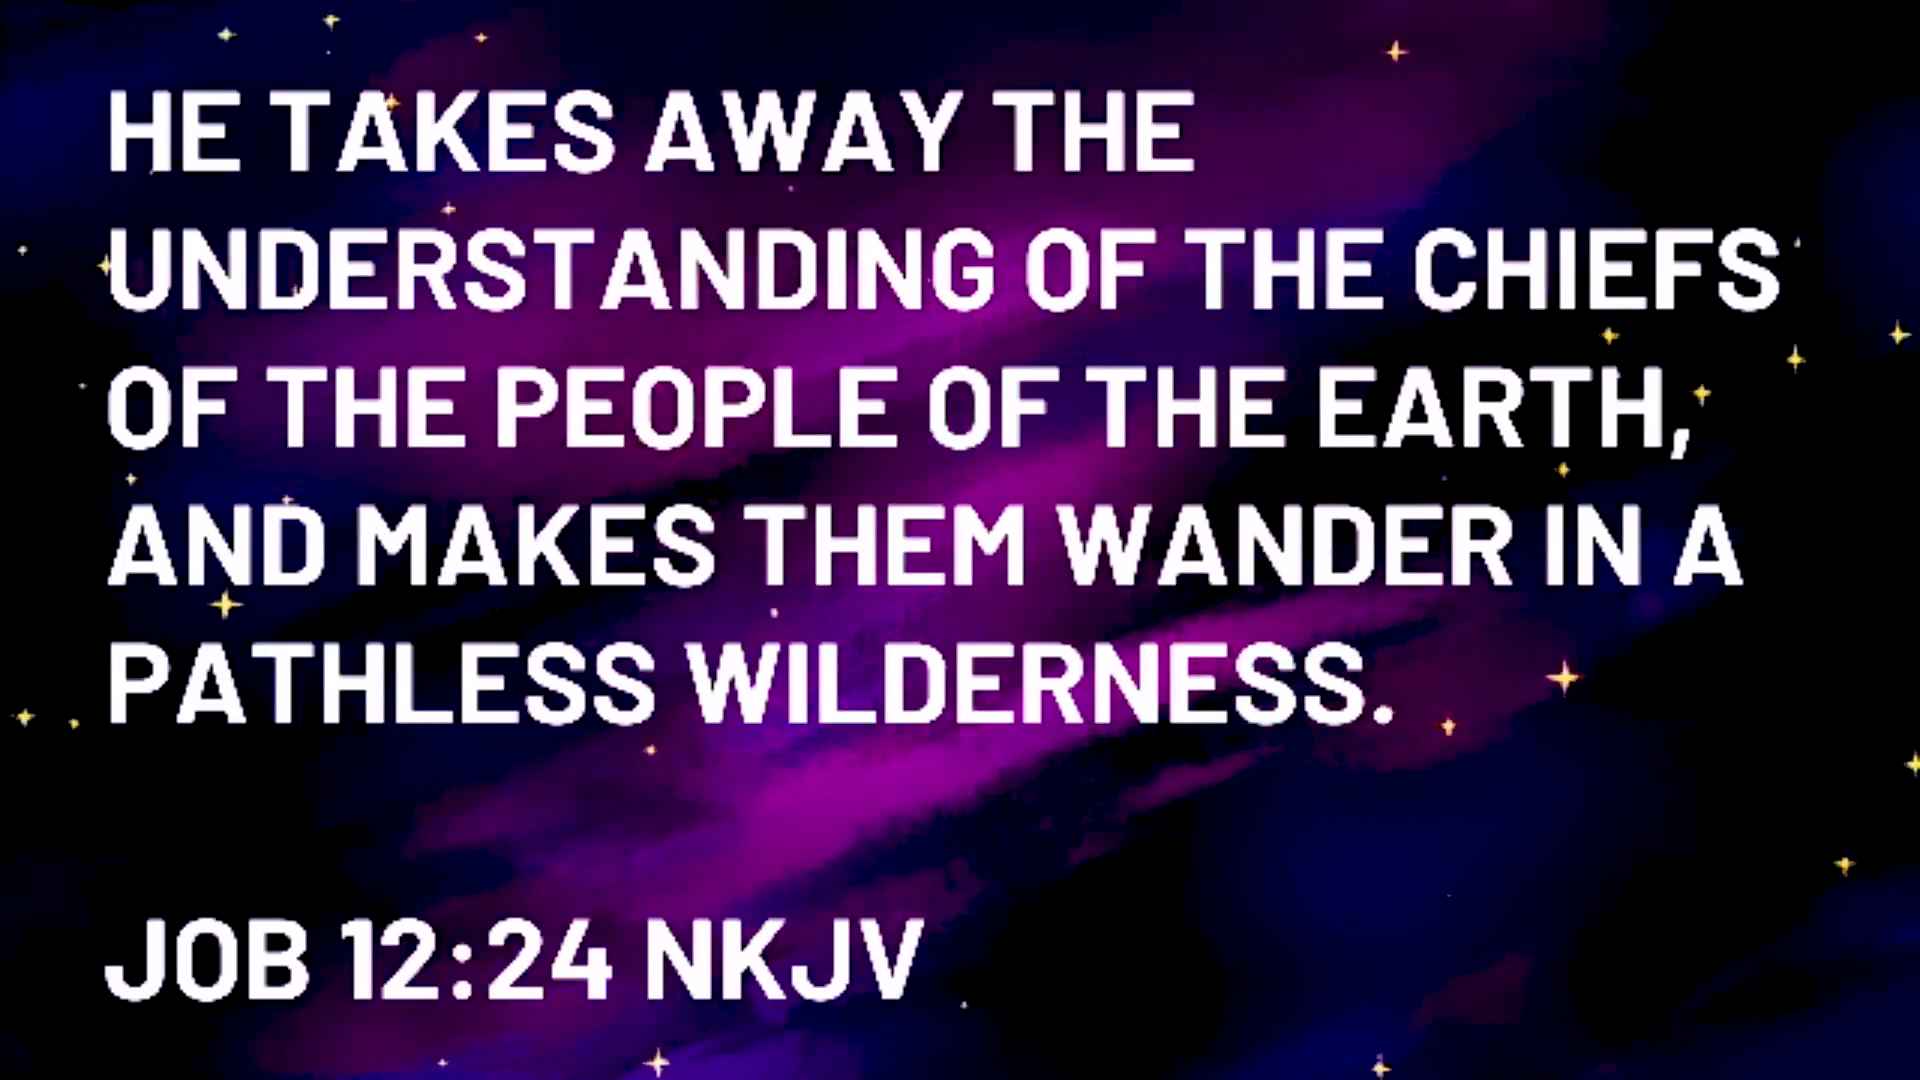 HE TAKES AWAY THE
UNDERSTANDING OF THE CHIEFS
OF THE PEOPLE OF THE EARTH,
AND MAKES THEM WANDER IN A
PATHLESS WILDERNESS.
JOB 12:24 NKJV